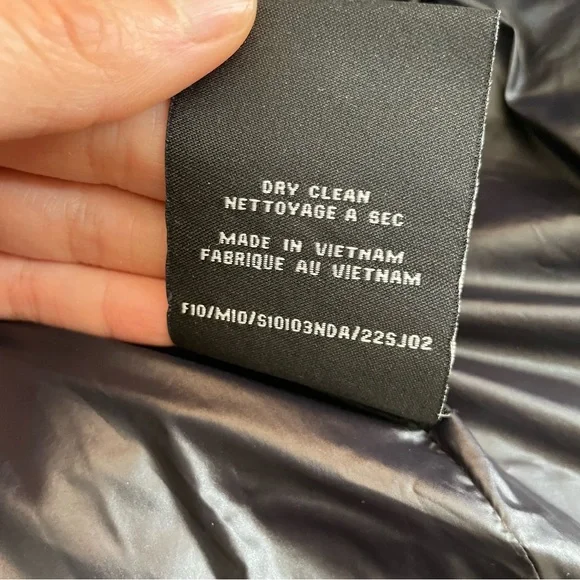 DRY CLEAN
NETTOYAGE A SEC
MADE IN VIETNAM
FABRIQUE AU VIETNAM
F10/M10/S10103NDA/22SJ02